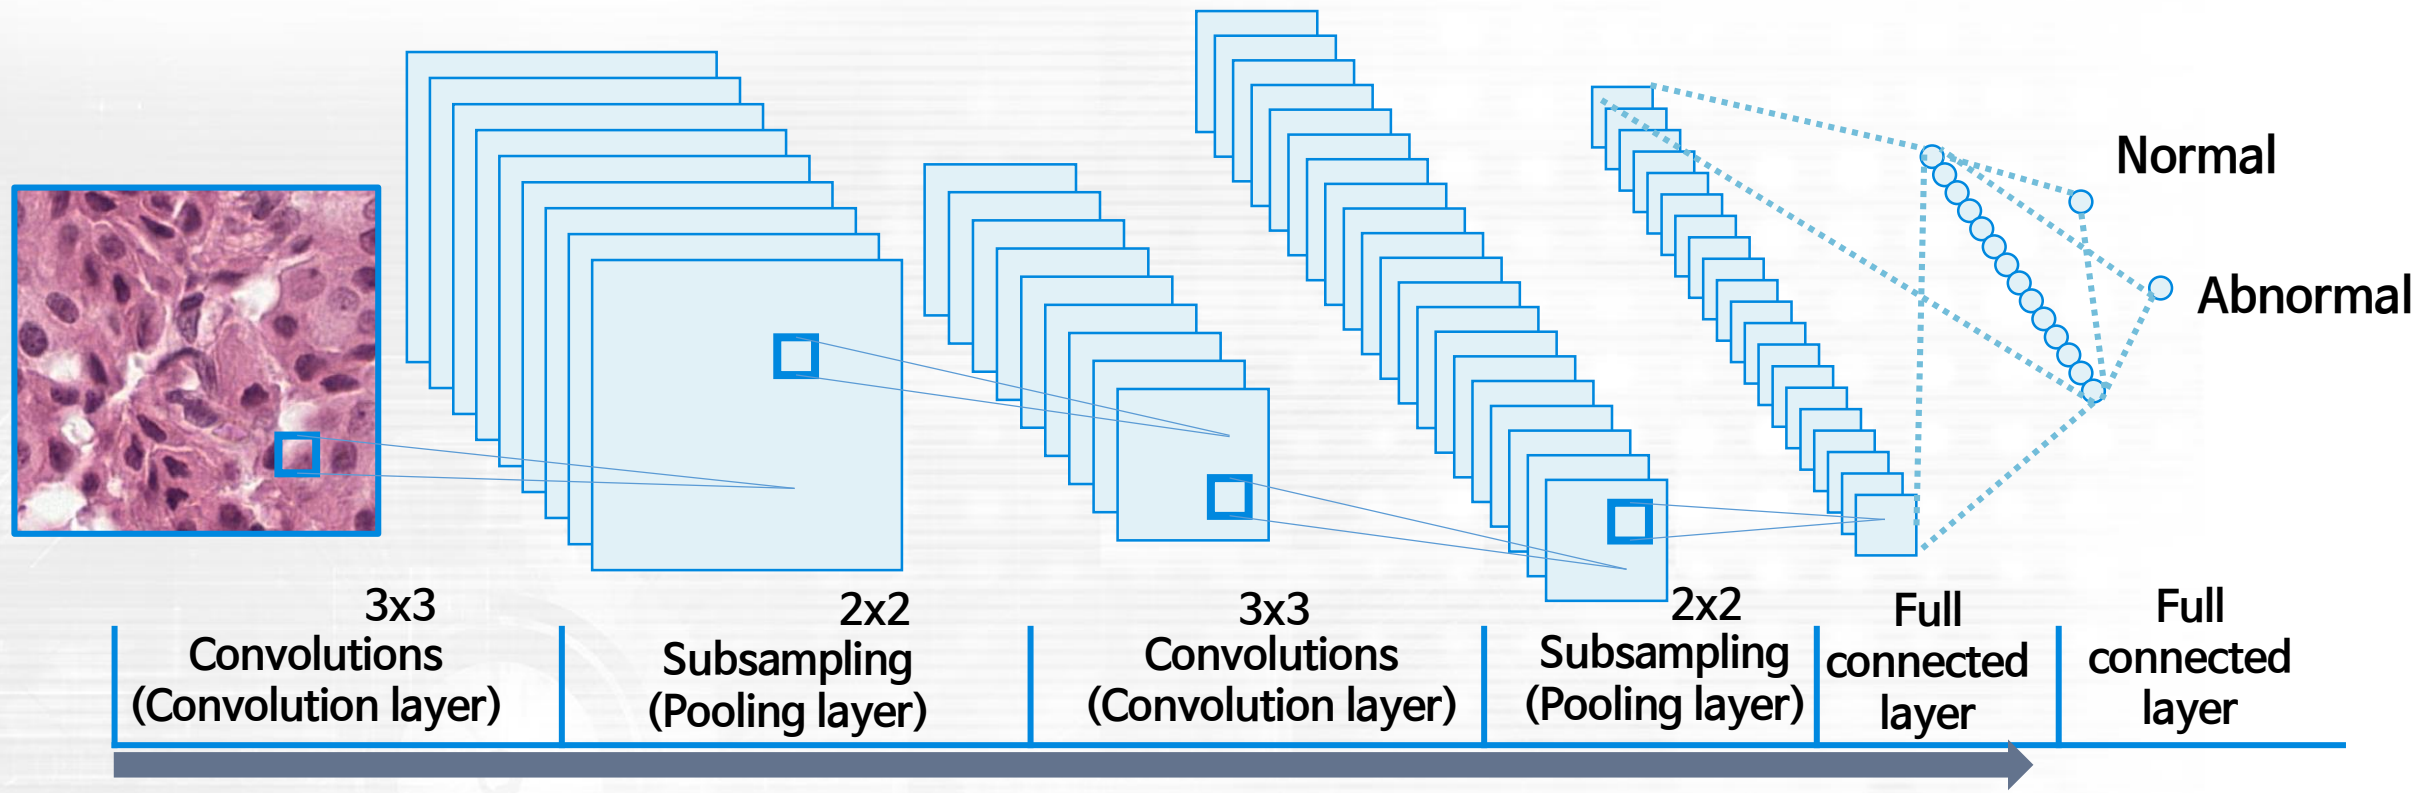 Normal
Abnormal
3x3
Convolutions
(Convolution layer)
2x2
Subsampling
(Pooling layer)
3x3
Convolutions
(Convolution layer)
2x2
Subsampling
(Pooling layer)
Full
connected
layer
Full
connected
layer